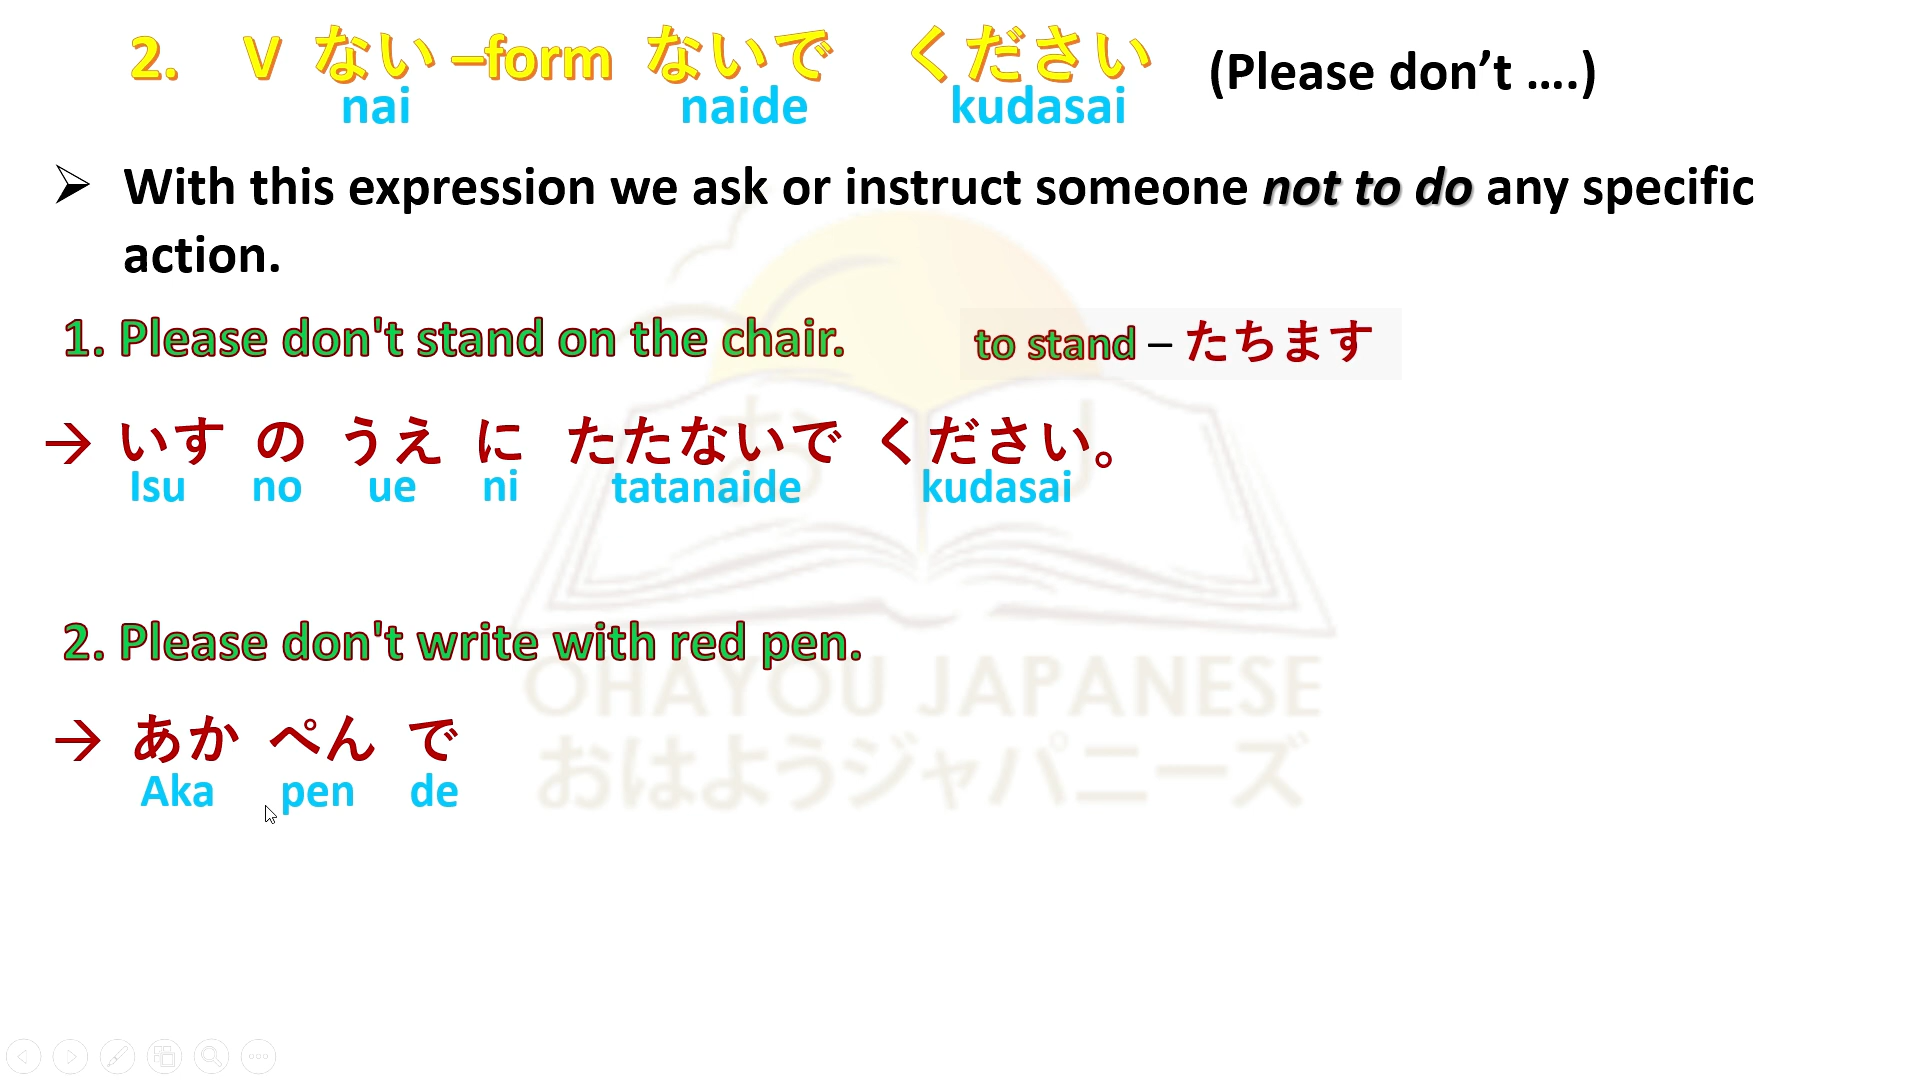 2. V ない –form ないで ください (Please don’t ....)
nai naide kudasai
➢ With this expression we ask or instruct someone not to do any specific
action.
1. Please don't stand on the chair. to stand – たちます
→ いす の うえ に たたないで ください。
Isu no ue ni tatanaide kudasai
2. Please don't write with red pen.
→ あか ぺん で
Aka pen de
OHAYOU JAPANESE
おはようジャパニーズ